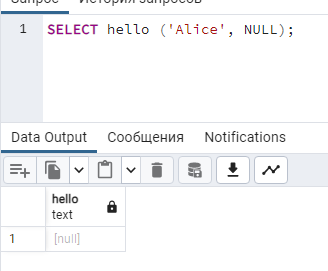 Запрос История запросов
1 SELECT hello ('Alice', NULL);
Data Output Сообщения Notifications
hello
text
1 [null]